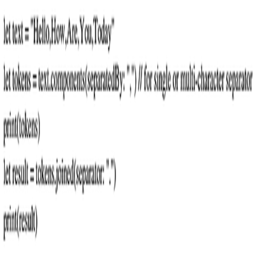 let text = "Hello,How,Are,You,Today"
let tokens = text.components(separatedBy: ",") // for single or multi-character separator
print(tokens)
let result = tokens.joined(separator: ".")
print(result)